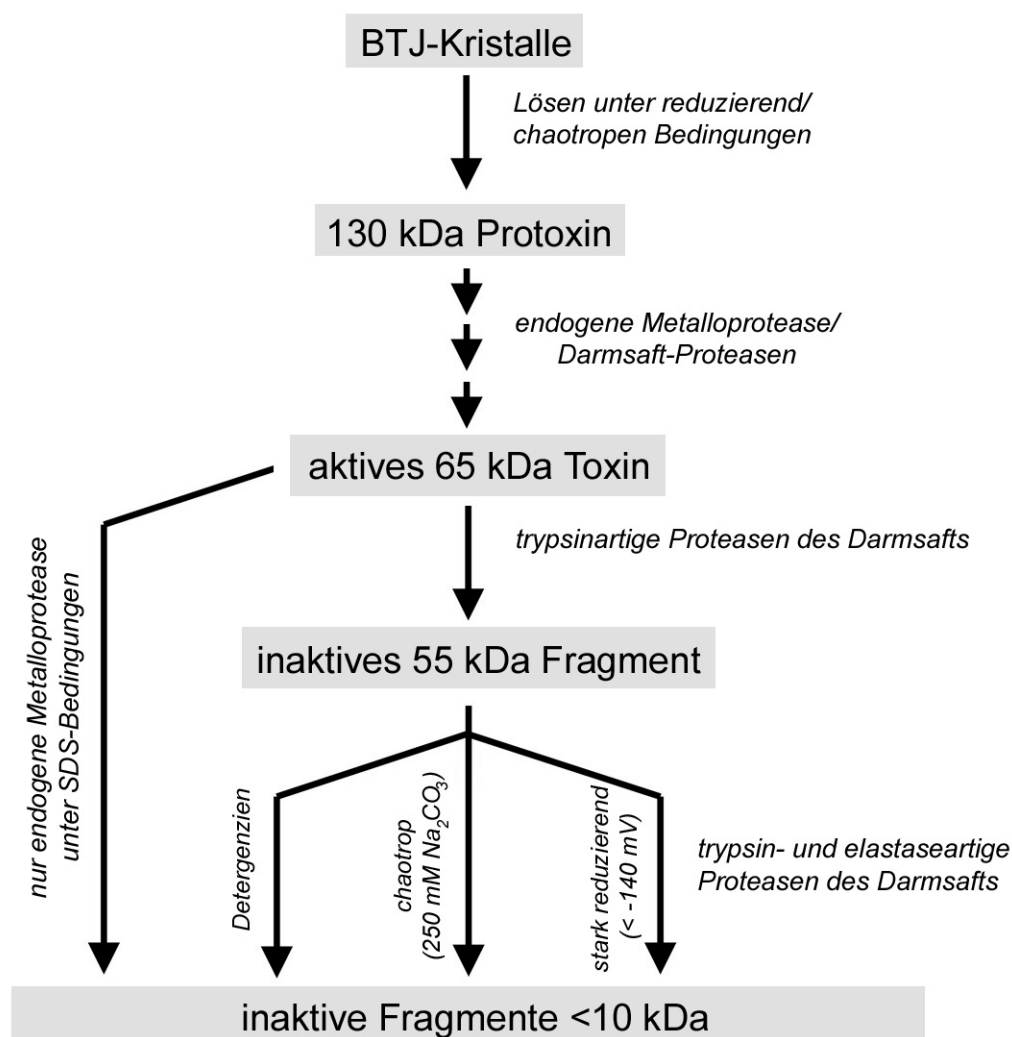 BTJ-Kristalle
Lösen unter reduzierend/
chaotropen Bedingungen
130 kDa Protoxin
endogene Metalloprotease/
Darmsaft-Proteasen
aktives 65 kDa Toxin
trypsinartige Proteasen des Darmsafts
nur endogene Metalloprotease
unter SDS-Bedingungen
inaktives 55 kDa Fragment
Detergenzien
chaotrop
(250 mM Na₂CO₃)
stark reduzierend
(< -140 mV)
trypsin- und elastaseartige
Proteasen des Darmsafts
inaktive Fragmente <10 kDa